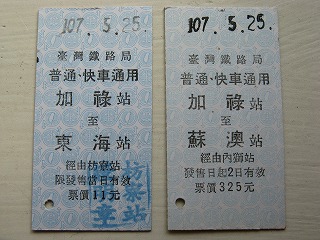 107. 5.25.
臺灣鐵路局
普通、快車通用
加祿站
至
東海站
經由枋寮站
限發售當日有效
票價11元
107. 5.25.
臺灣鐵路局
普通、快車通用
加祿站
至
蘇澳站
經由內獅站
發售日起2日有效
票價325元